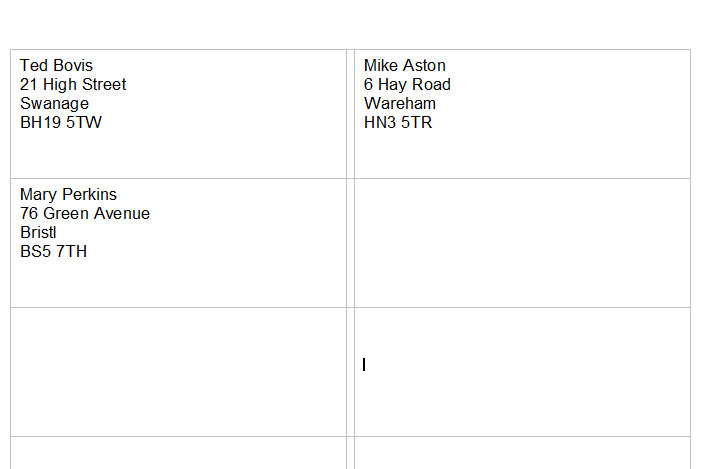 Ted Bovis
21 High Street
Swanage
BH19 5TW
Mike Aston
6 Hay Road
Wareham
HN3 5TR
Mary Perkins
76 Green Avenue
Bristl
BS5 7TH